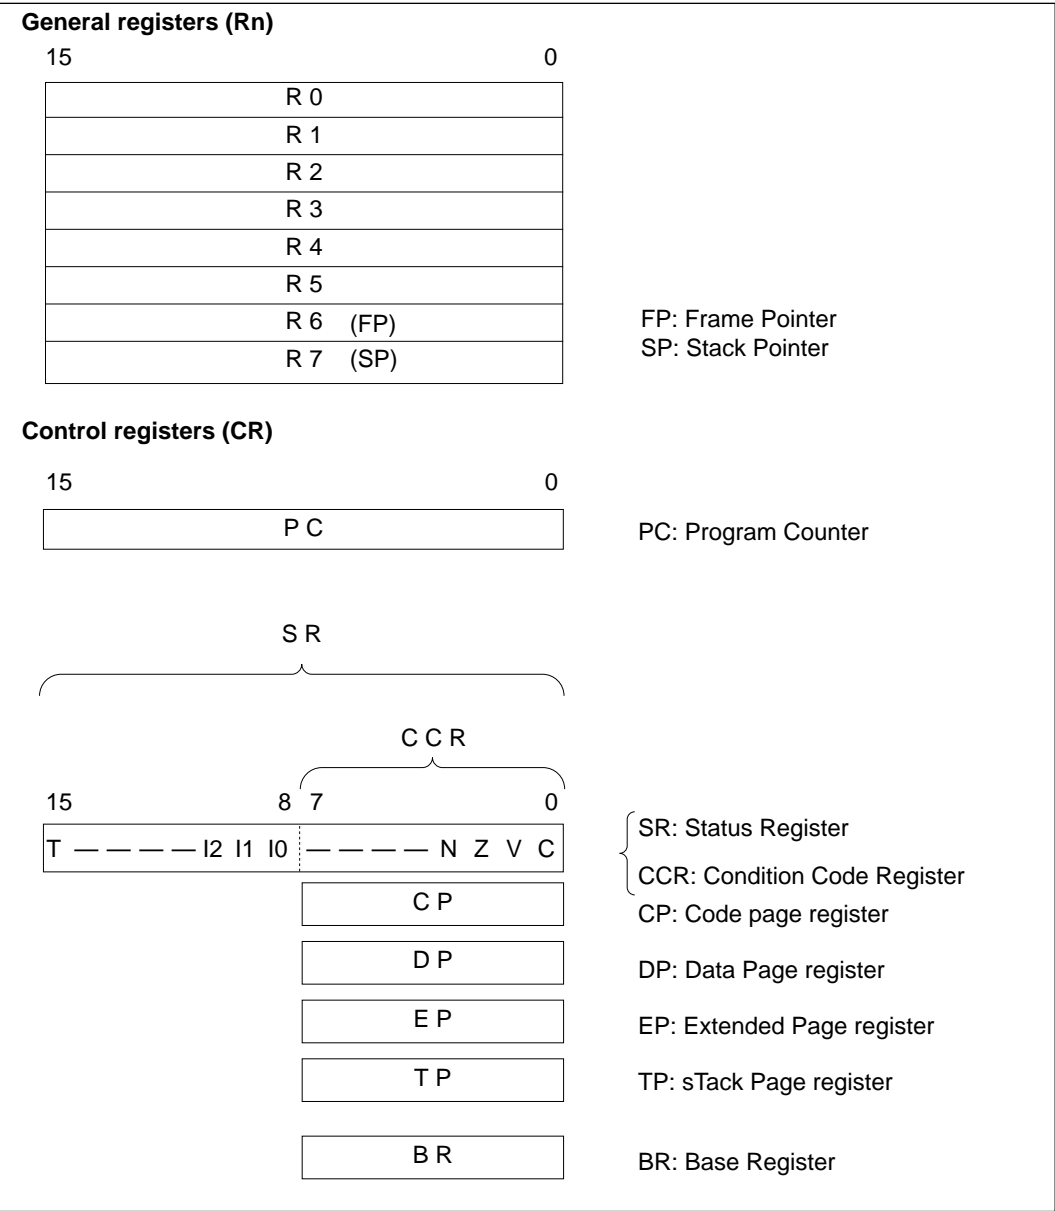 General registers (Rn)
15 0
R 0
R 1
R 2
R 3
R 4
R 5
R 6 (FP) FP: Frame Pointer
R 7 (SP) SP: Stack Pointer
Control registers (CR)
15 0
P C PC: Program Counter
S R
C C R
15 8 7 0
T — — — — I2 I1 I0 — — — — N Z V C
SR: Status Register
CCR: Condition Code Register
C P CP: Code page register
D P DP: Data Page register
E P EP: Extended Page register
T P TP: sTack Page register
B R BR: Base Register